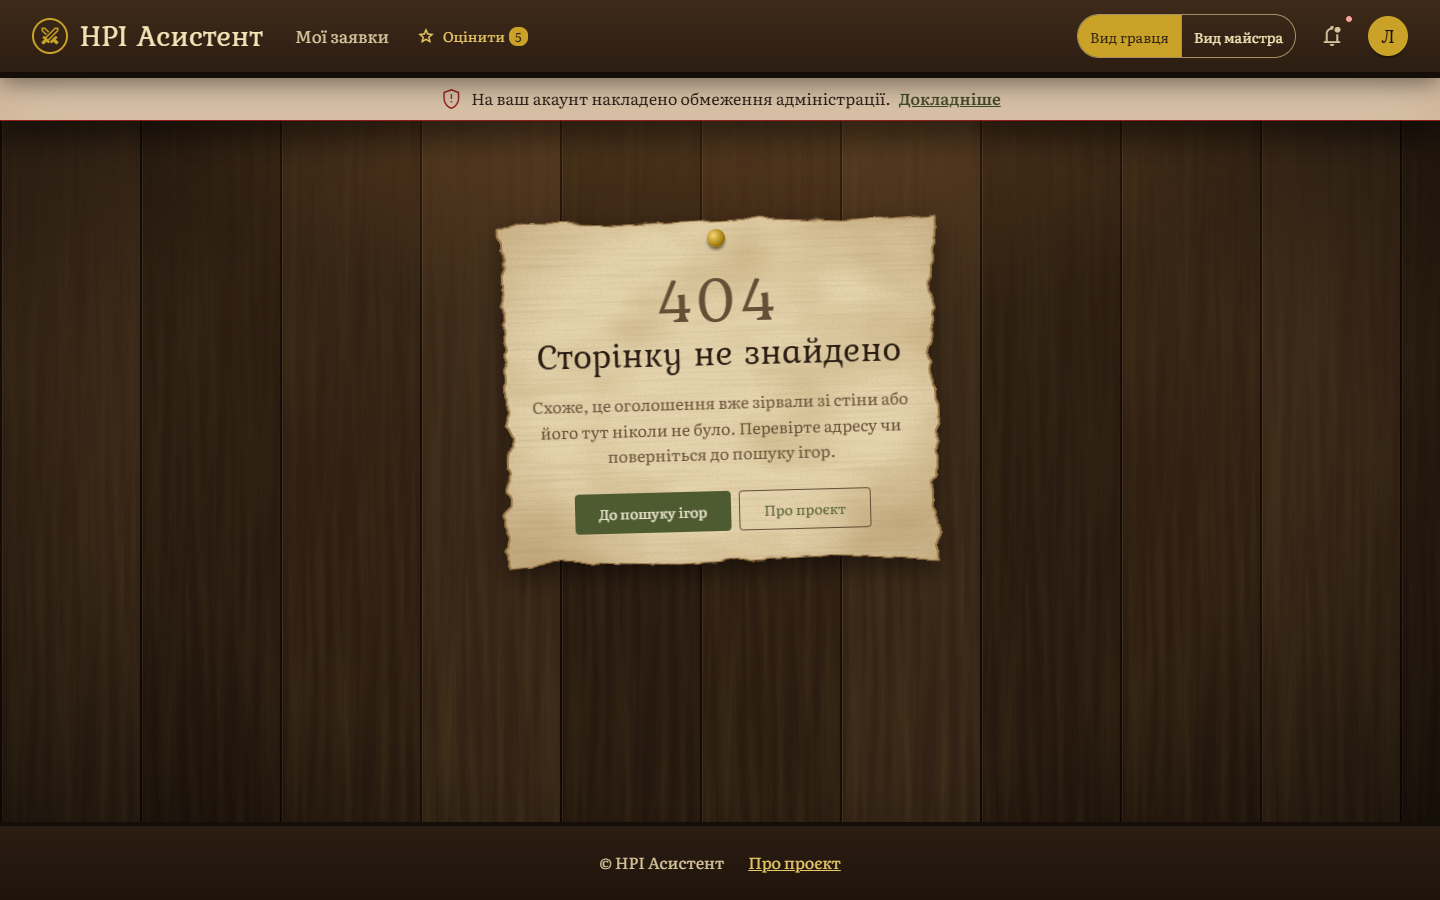 НРІ Асистент
Мої заявки
Оцінити 5
Вид гравця
Вид майстра
Л
На ваш акаунт накладено обмеження адміністрації. Докладніше
404
Сторінку не знайдено
Схоже, це оголошення вже зірвали зі стіни або
його тут ніколи не було. Перевірте адресу чи
поверніться до пошуку ігор.
До пошуку ігор
Про проєкт
© НРІ Асистент
Про проєкт